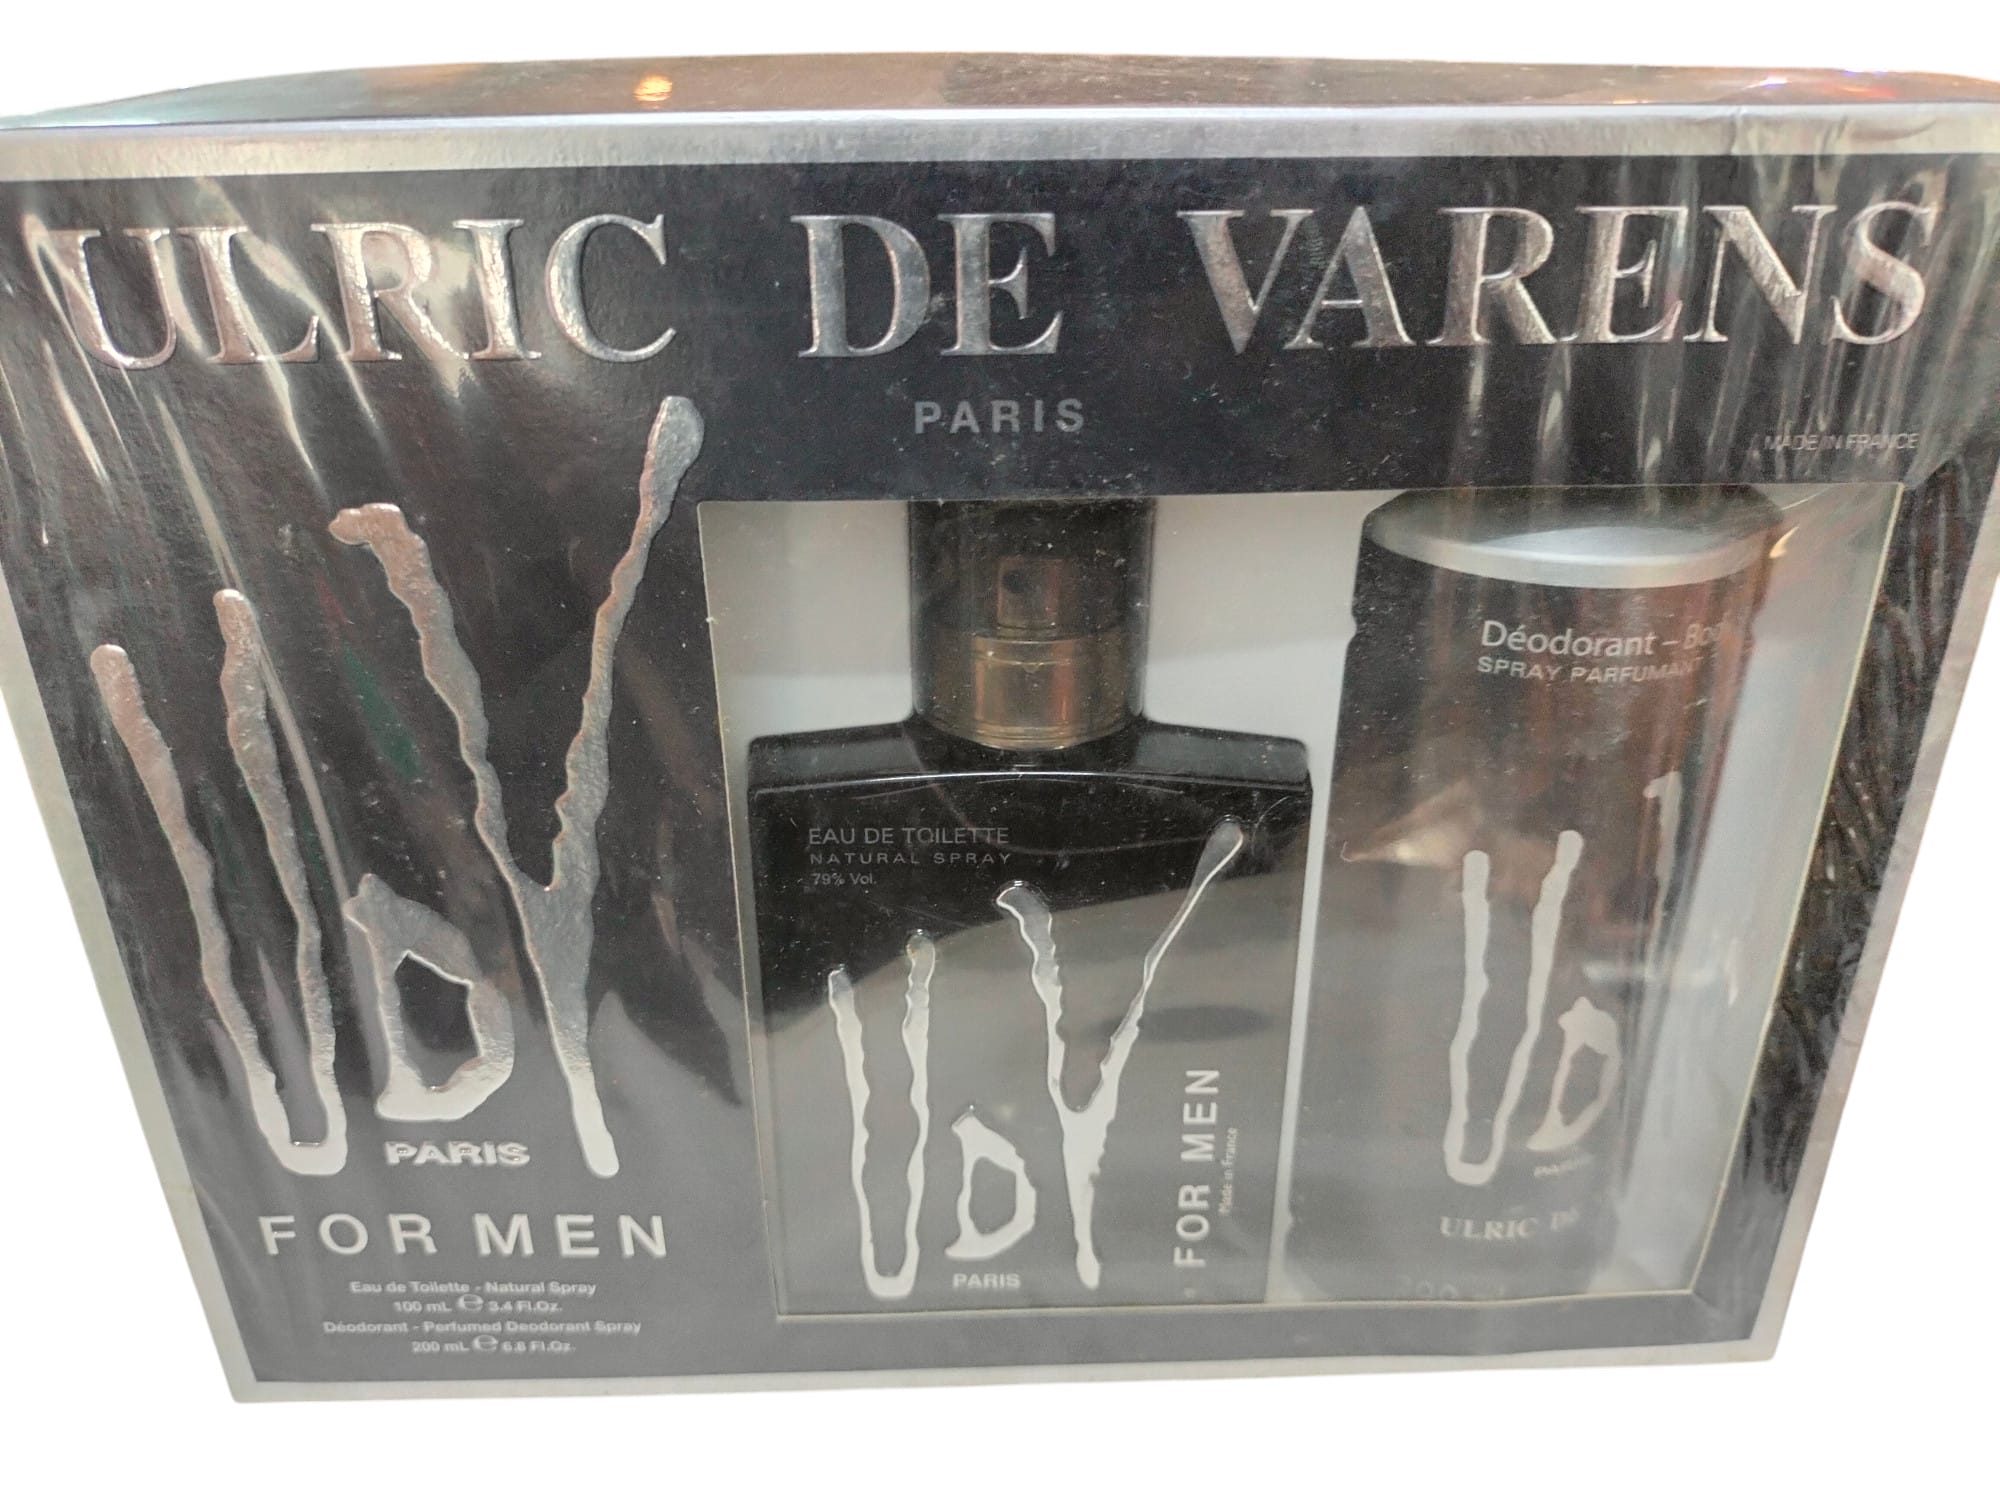 ULRIC DE VARENS
PARIS
MADE IN FRANCE
UdV
PARIS
FOR MEN
Eau de Toilette - Natural Spray
100 mL ℮ 3.4 Fl.Oz.
Déodorant - Perfumed Deodorant Spray
200 mL ℮ 6.8 Fl.Oz.
EAU DE TOILETTE
NATURAL SPRAY
79% Vol.
UdV
PARIS
FOR MEN
Made in France
Déodorant –
SPRAY PARFUMANT
Ud
PARIS
ULRIC DE